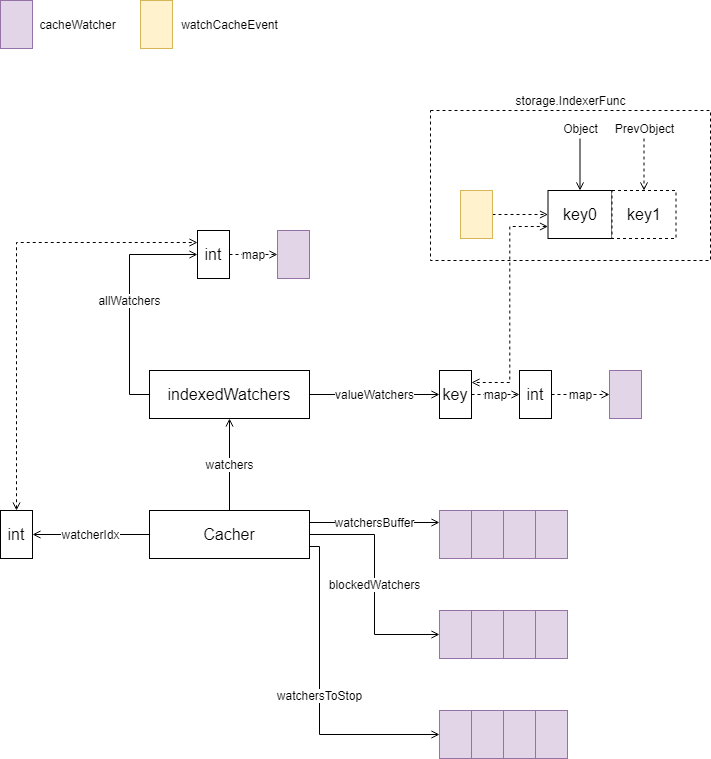 cacheWatcher
watchCacheEvent
storage.IndexerFunc
Object
PrevObject
key0
key1
int
map
allWatchers
indexedWatchers
valueWatchers
key
map
int
map
watchers
int
watcherIdx
Cacher
watchersBuffer
blockedWatchers
watchersToStop